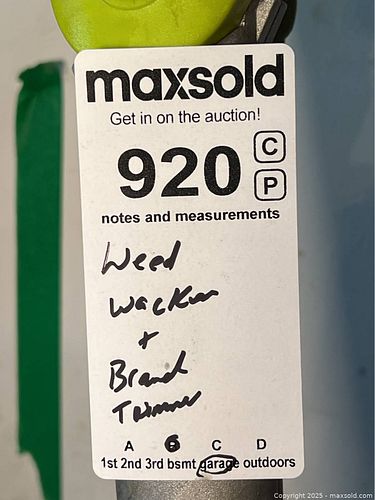 maxsold
Get in on the auction!
920 C
P
notes and measurements
Weed
Wacker
+
Branch
Trimmer
A B C D
1st 2nd 3rd bsmt garage outdoors
Copyright 2025 - maxsold.com